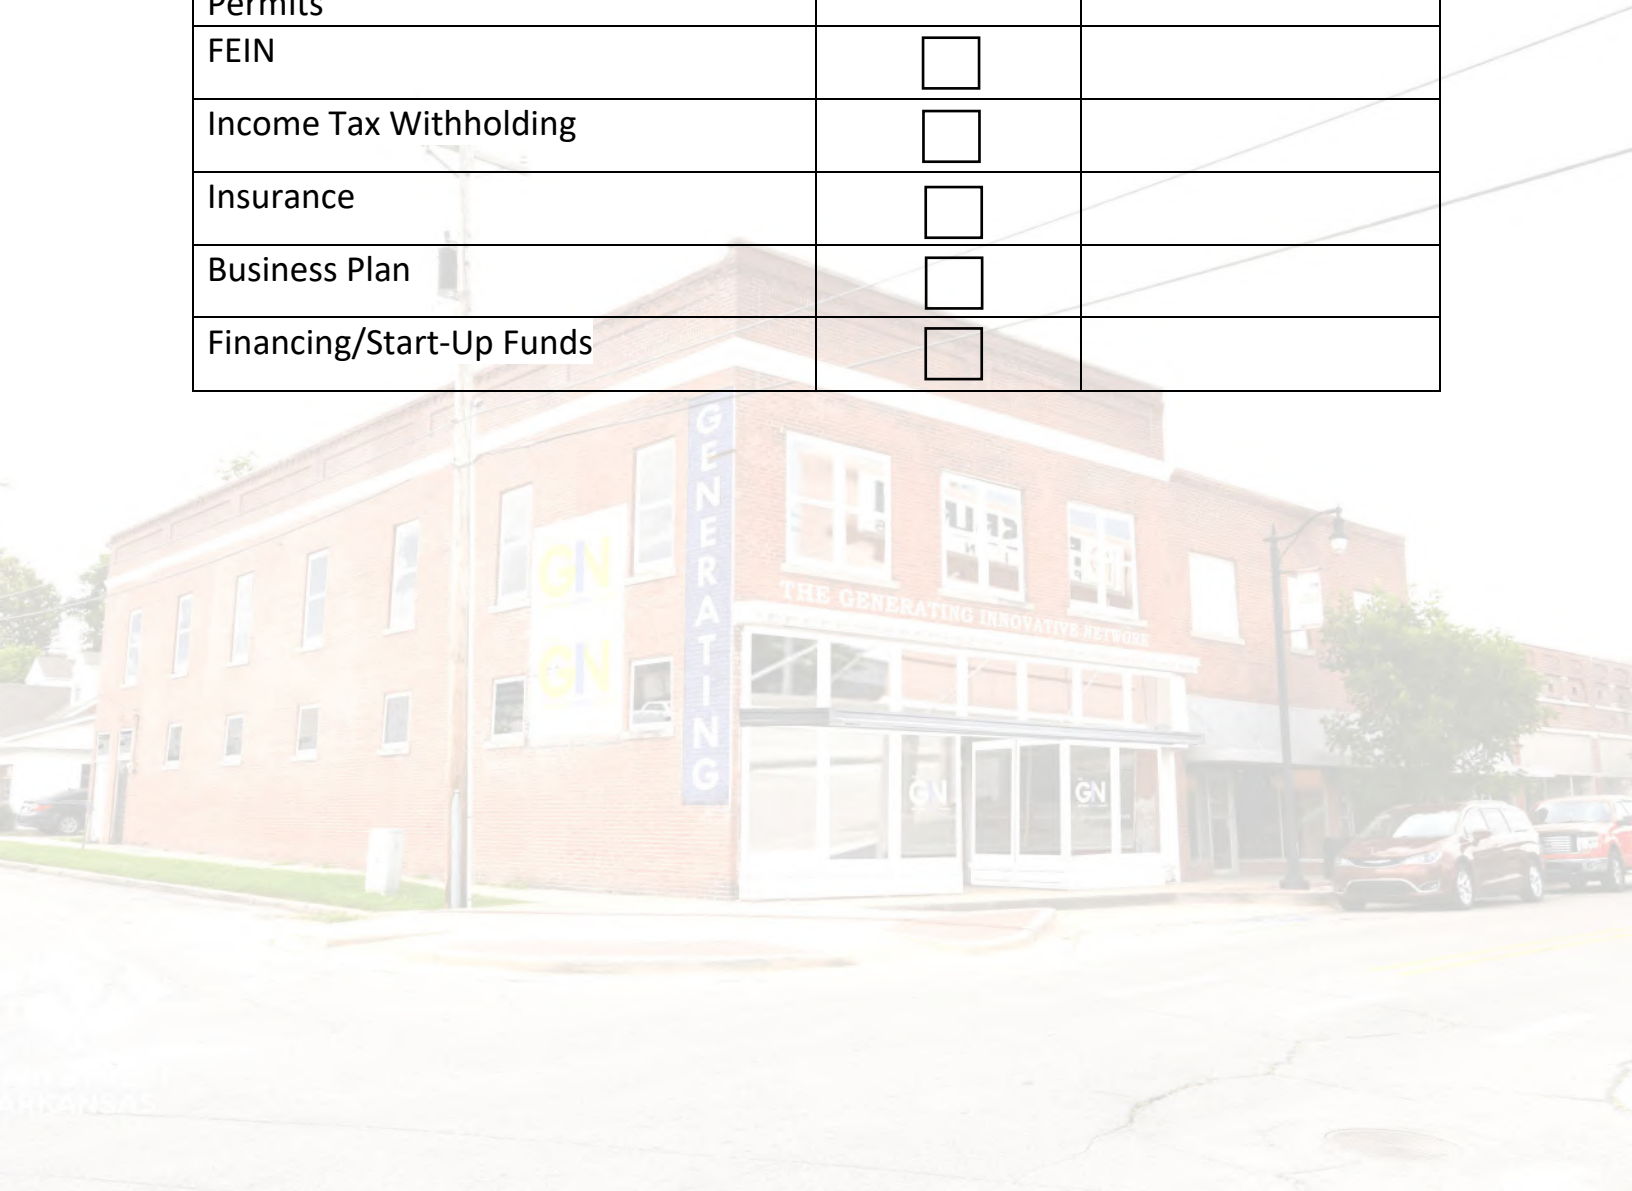 Permits
FEIN
Income Tax Withholding
Insurance
Business Plan
Financing/Start-Up Funds
GENERATING
GN
GN
THE GENERATING INNOVATIVE NETWORK
GN
GN
ARKANSAS